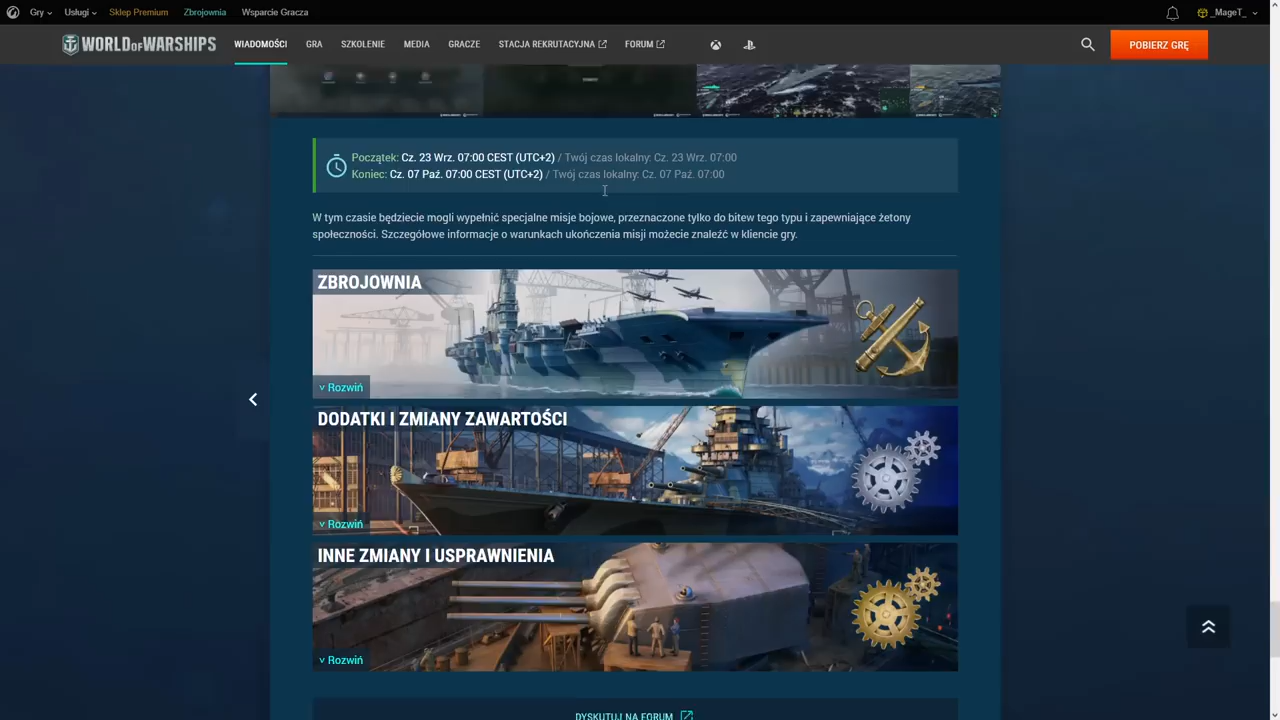 Gry Usługi Sklep Premium Zbrojownia Wsparcie Gracza _MageT_
WORLD OF WARSHIPS WIADOMOŚCI GRA SZKOLENIE MEDIA GRACZE STACJA REKRUTACYJNA FORUM POBIERZ GRĘ
Początek: Cz. 23 Wrz. 07:00 CEST (UTC+2) / Twój czas lokalny: Cz. 23 Wrz. 07:00
Koniec: Cz. 07 Paź. 07:00 CEST (UTC+2) / Twój czas lokalny: Cz. 07 Paź. 07:00
W tym czasie będziecie mogli wypełnić specjalne misje bojowe, przeznaczone tylko do bitew tego typu i zapewniające żetony
społeczności. Szczegółowe informacje o warunkach ukończenia misji możecie znaleźć w kliencie gry.
ZBROJOWNIA
˅ Rozwiń
DODATKI I ZMIANY ZAWARTOŚCI
˅ Rozwiń
INNE ZMIANY I USPRAWNIENIA
˅ Rozwiń
DYSKUTUJ NA FORUM